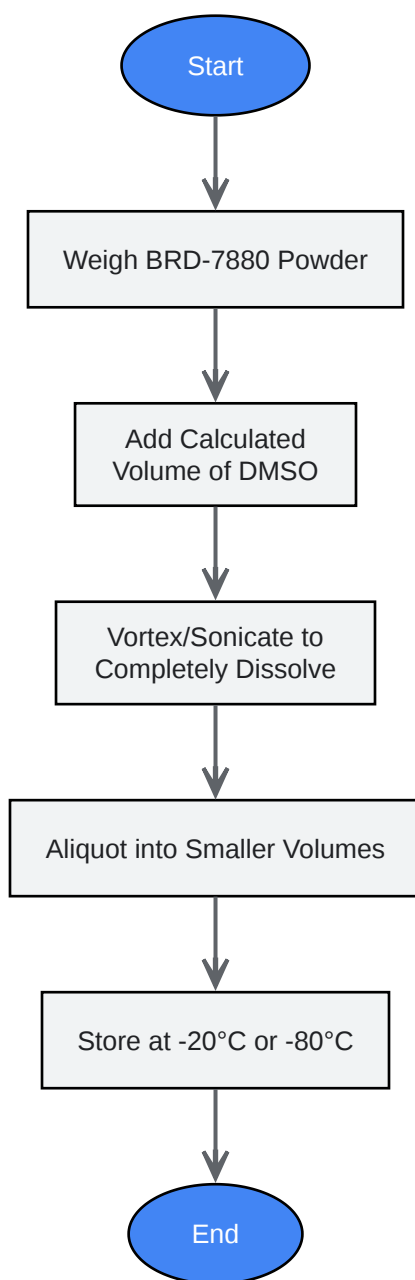 Start
Weigh BRD-7880 Powder
Add Calculated
Volume of DMSO
Vortex/Sonicate to
Completely Dissolve
Aliquot into Smaller Volumes
Store at -20°C or -80°C
End